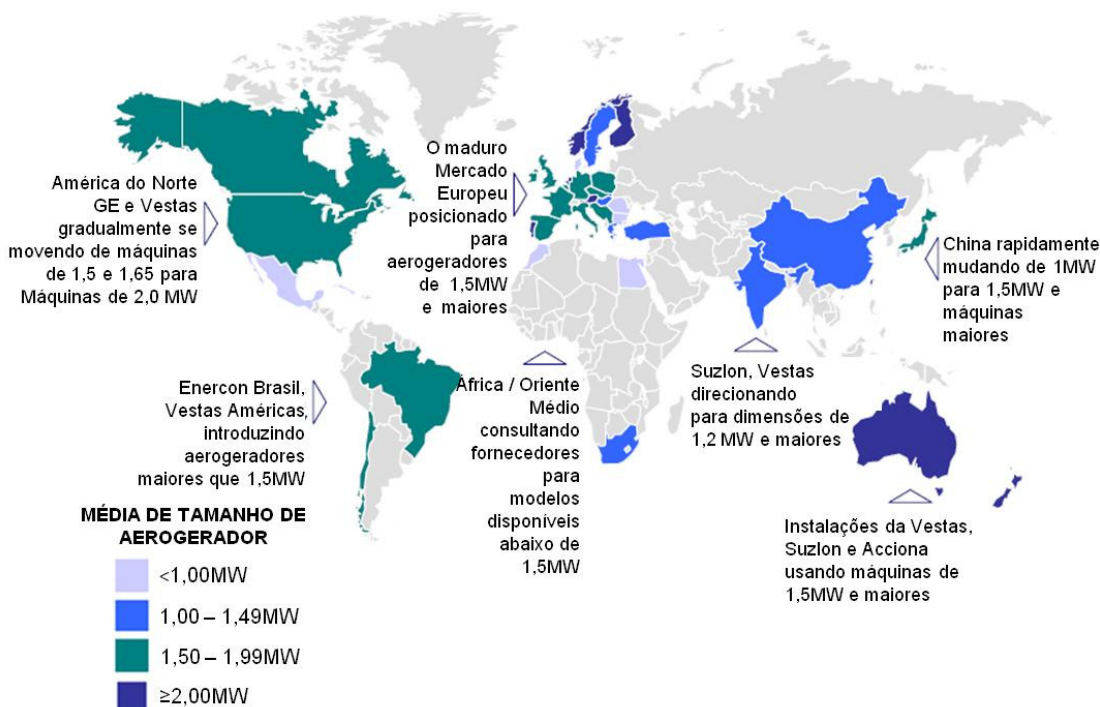 América do Norte
GE e Vestas
gradualmente se
movendo de máquinas
de 1,5 e 1,65 para
Máquinas de 2,0 MW
O maduro
Mercado
Europeu
posicionado
para
aerogeradores
de 1,5MW
e maiores
China rapidamente
mudando de 1MW
para 1,5MW e
máquinas
maiores
Enercon Brasil,
Vestas Américas,
introduzindo
aerogeradores
maiores que 1,5MW
África / Oriente
Médio
consultando
fornecedores
para
modelos
disponíveis
abaixo de
1,5MW
Suzlon, Vestas
direcionando
para dimensões de
1,2 MW e maiores
Instalações da Vestas,
Suzlon e Acciona
usando máquinas de
1,5MW e maiores
MÉDIA DE TAMANHO DE
AEROGERADOR
<1,00MW
1,00 – 1,49MW
1,50 – 1,99MW
≥2,00MW